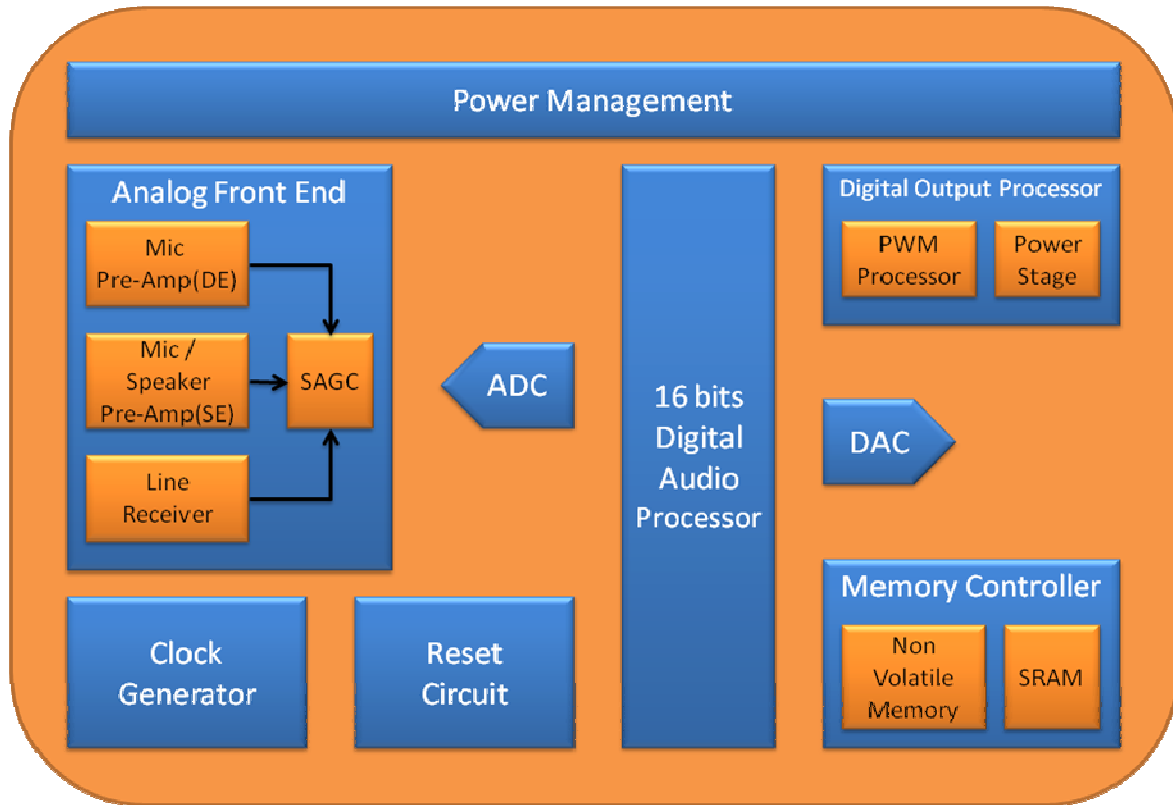 Power Management
Analog Front End
Mic
Pre-Amp(DE)
Mic /
Speaker
Pre-Amp(SE)
SAGC
Line
Receiver
ADC
16 bits
Digital
Audio
Processor
Digital Output Processor
PWM
Processor
Power
Stage
DAC
Clock
Generator
Reset
Circuit
Memory Controller
Non
Volatile
Memory
SRAM